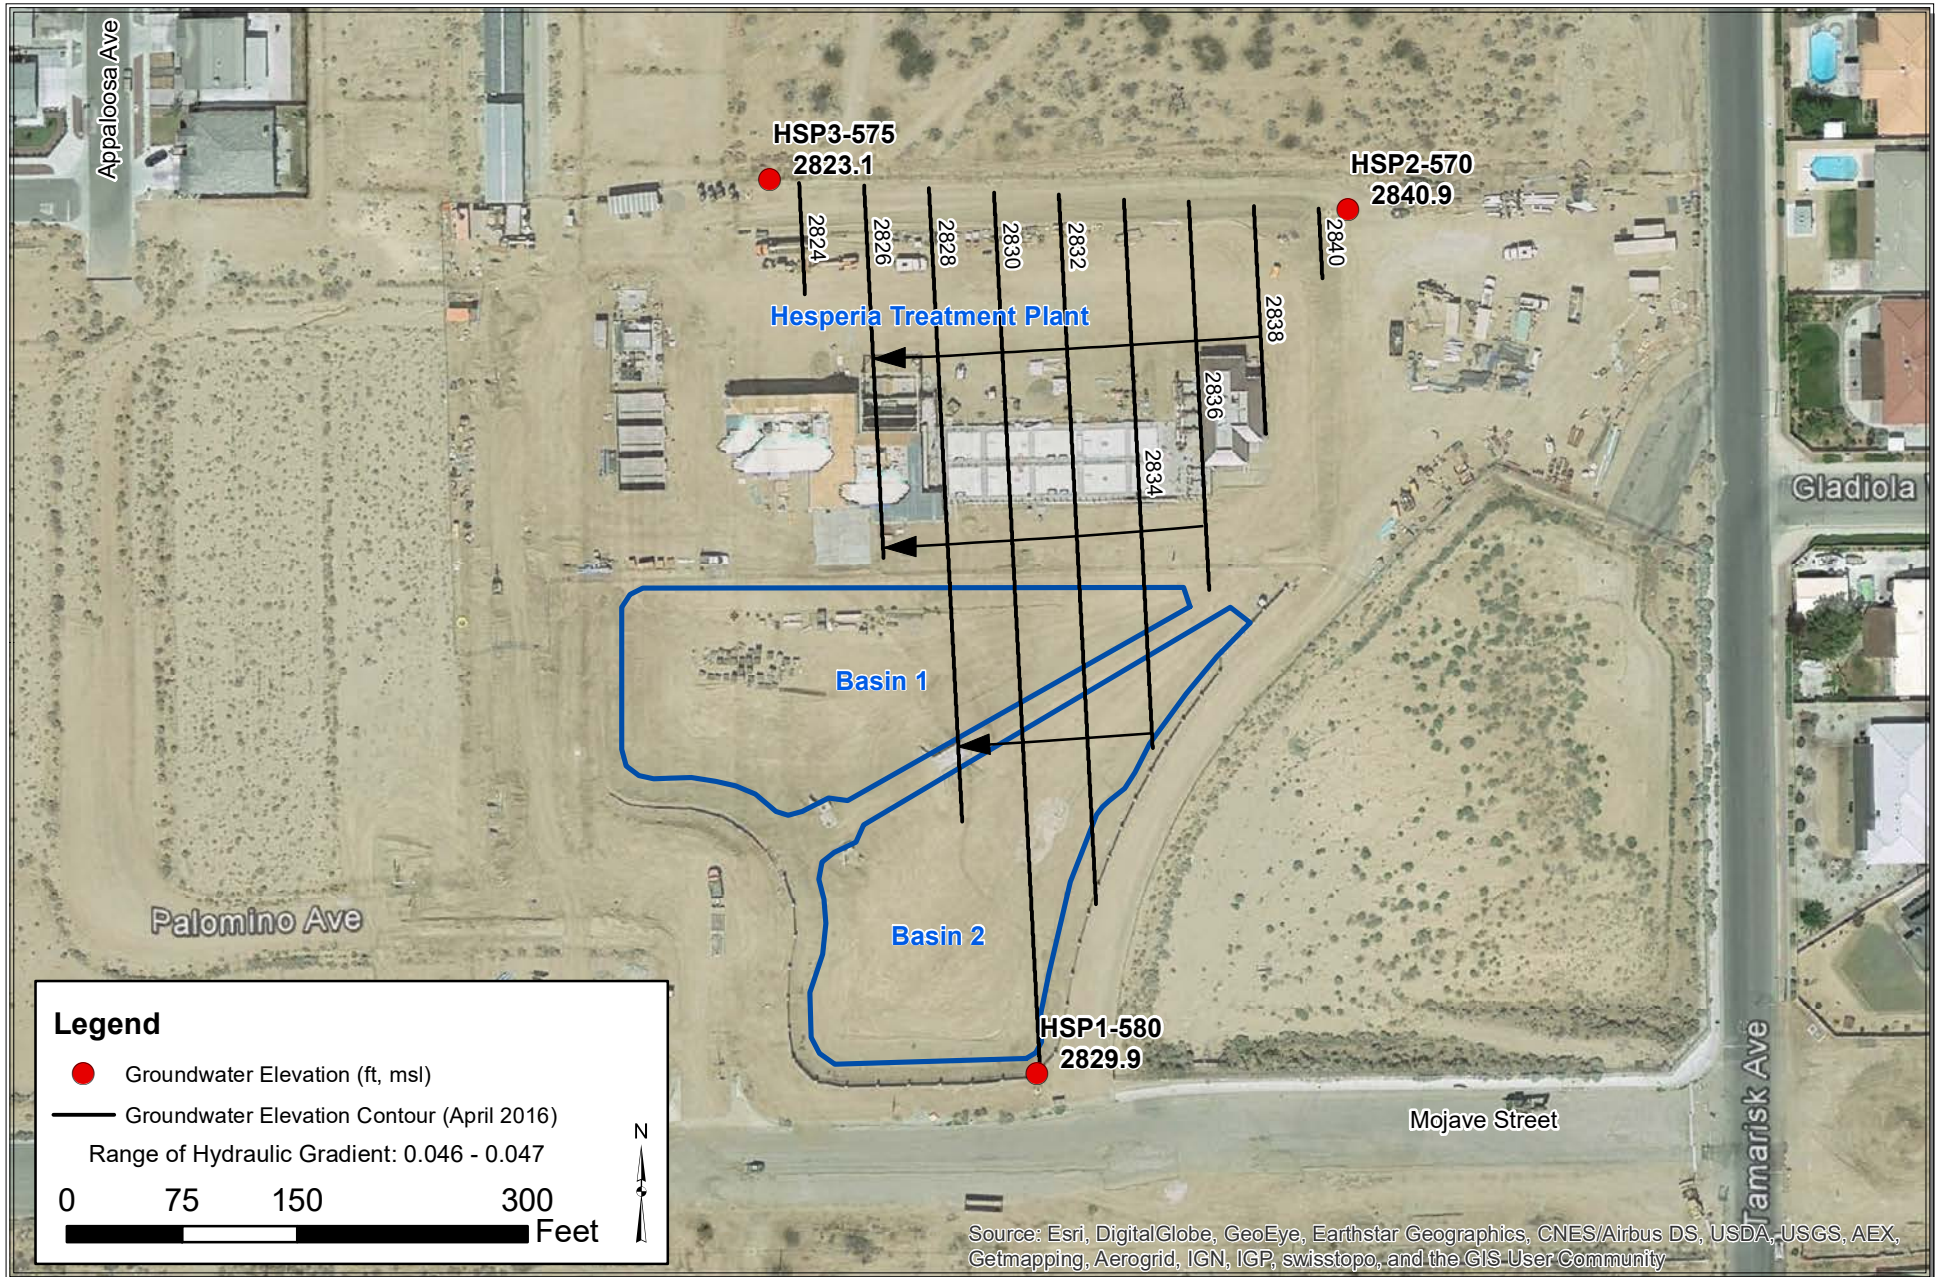 Appaloosa Ave
HSP3-575
2823.1
HSP2-570
2840.9
2824
2826
2828
2830
2832
2840
Hesperia Treatment Plant
2838
2836
2834
Gladiola
Basin 1
Palomino Ave
Basin 2
HSP1-580
2829.9
Mojave Street
Tamarisk Ave
Legend
Groundwater Elevation (ft, msl)
Groundwater Elevation Contour (April 2016)
Range of Hydraulic Gradient: 0.046 - 0.047
N
0 75 150 300
Feet
Source: Esri, DigitalGlobe, GeoEye, Earthstar Geographics, CNES/Airbus DS, USDA, USGS, AEX,
Getmapping, Aerogrid, IGN, IGP, swisstopo, and the GIS User Community